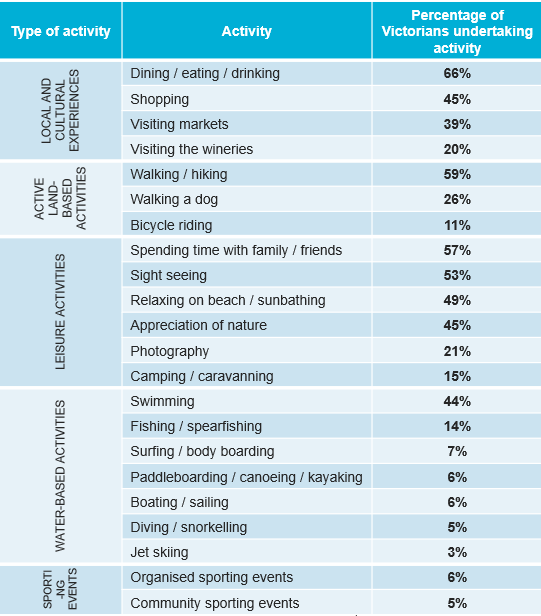 Type of activity
Activity
Percentage of
Victorians undertaking
activity
LOCAL AND
CULTURAL
EXPERIENCES
Dining / eating / drinking 66%
Shopping 45%
Visiting markets 39%
Visiting the wineries 20%
ACTIVE
LAND-
BASED
ACTIVITIES
Walking / hiking 59%
Walking a dog 26%
Bicycle riding 11%
LEISURE ACTIVITIES
Spending time with family / friends 57%
Sight seeing 53%
Relaxing on beach / sunbathing 49%
Appreciation of nature 45%
Photography 21%
Camping / caravanning 15%
WATER-BASED ACTIVITIES
Swimming 44%
Fishing / spearfishing 14%
Surfing / body boarding 7%
Paddleboarding / canoeing / kayaking 6%
Boating / sailing 6%
Diving / snorkelling 5%
Jet skiing 3%
SPORTI
-NG
EVENTS
Organised sporting events 6%
Community sporting events 5%